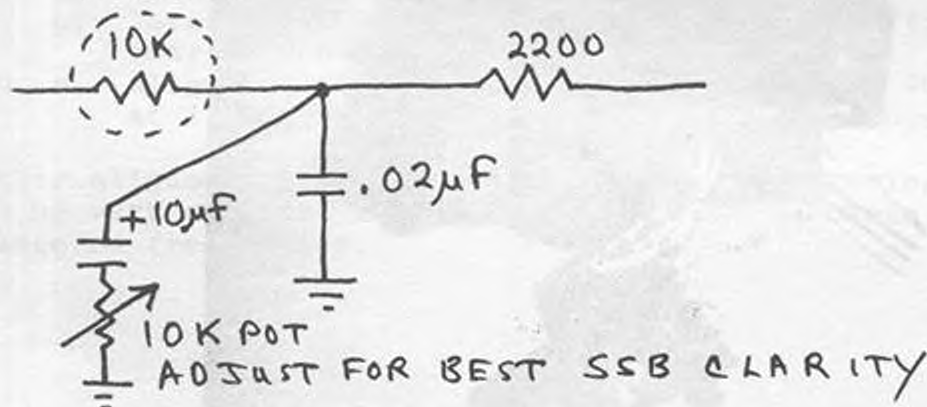 10K
2200
.02µF
+10µf
10K POT
ADJUST FOR BEST SSB CLARITY